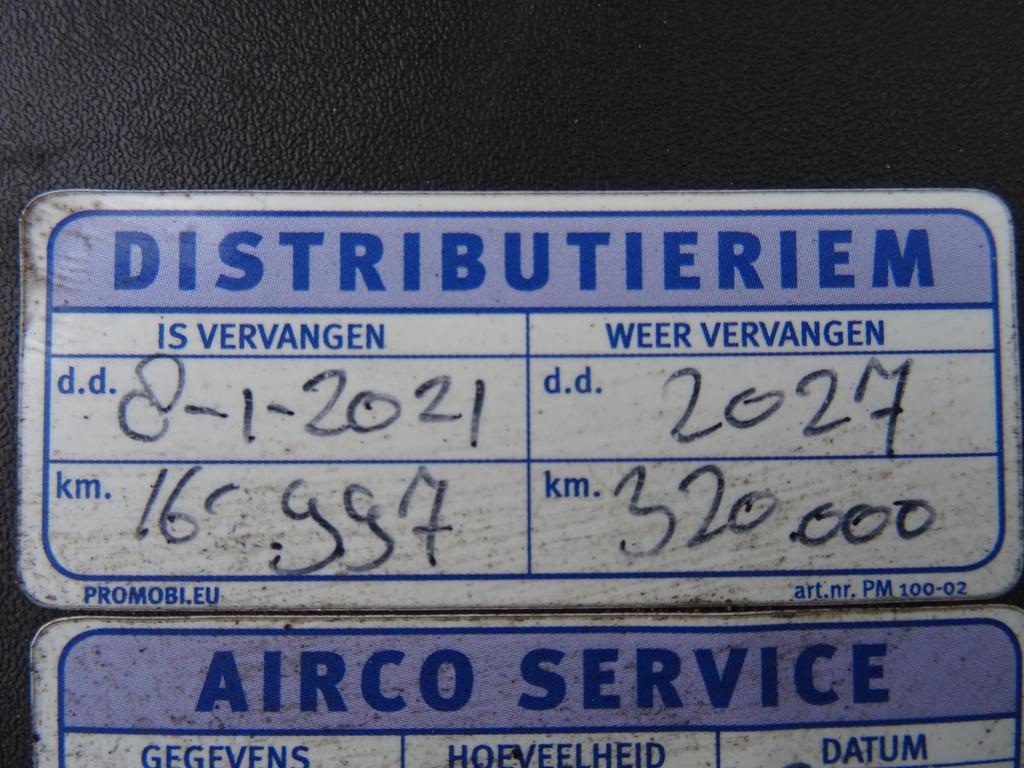 DISTRIBUTIERIEM
IS VERVANGEN WEER VERVANGEN
d.d. 8-1-2021 d.d. 2027
km. km. 320.000
PROMOBI.EU art.nr. PM 100-02
AIRCO SERVICE
GEGEVENS HOEVEELHEID DATUM